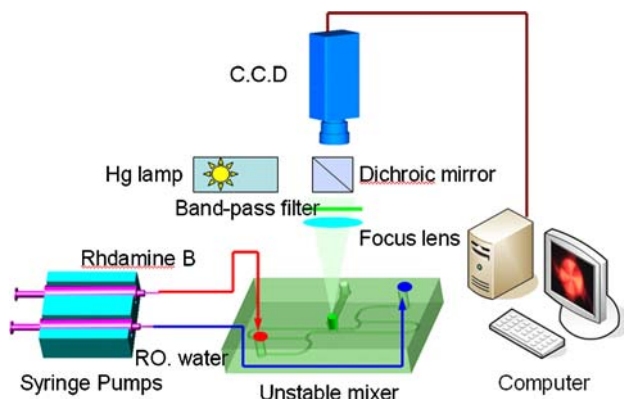 C.C.D
Hg lamp
Dichroic mirror
Band-pass filter
Focus lens
Rhdamine B
RO. water
Syringe Pumps
Unstable mixer
Computer